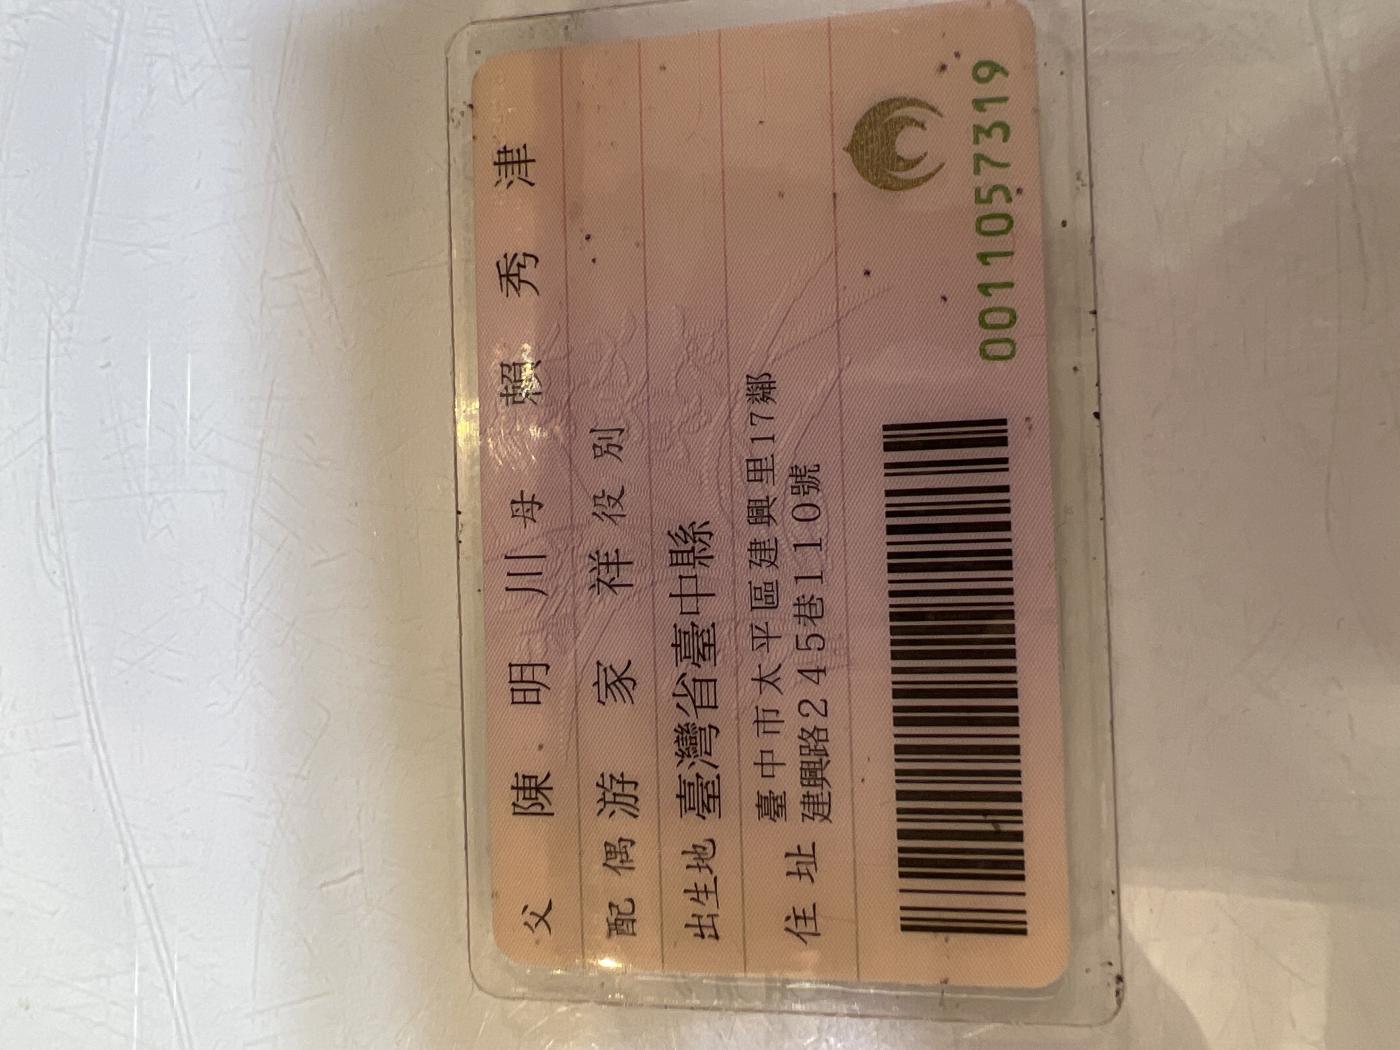 父 陳明川 母 賴秀津
配偶 游家祥 役別
出生地 臺灣省臺中縣
住址 臺中市太平區建興里17鄰
建興路245巷110號
0011057319